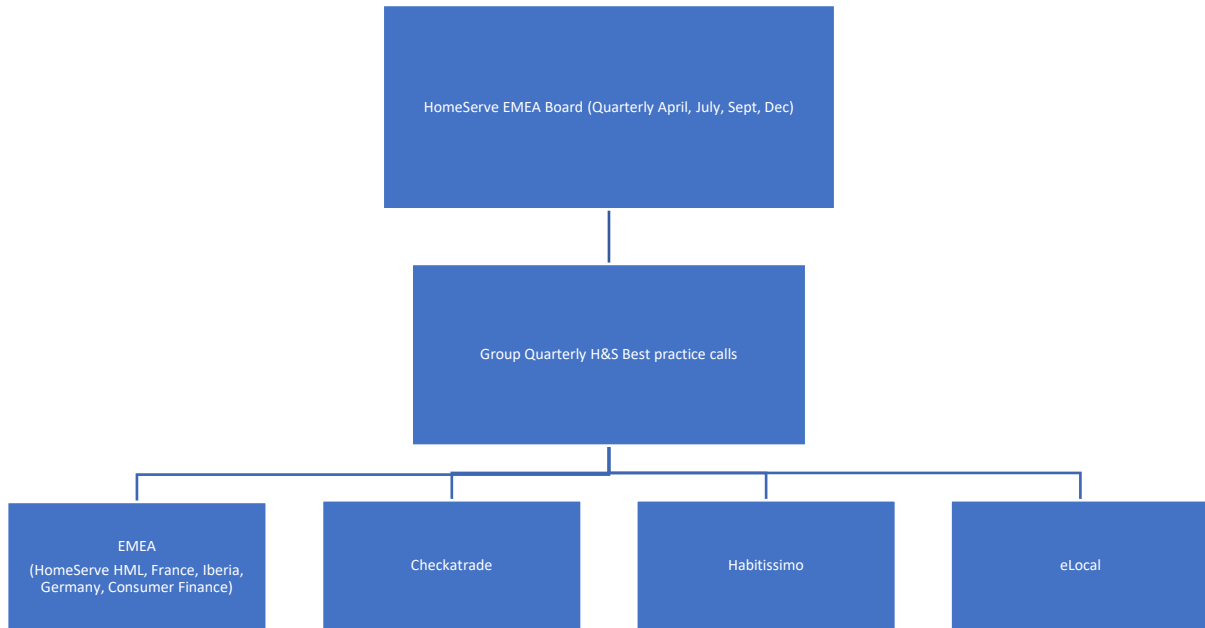 HomeServe EMEA Board (Quarterly April, July, Sept, Dec)
Group Quarterly H&S Best practice calls
EMEA
(HomeServe HML, France, Iberia,
Germany, Consumer Finance)
Checkatrade
Habitissimo
eLocal